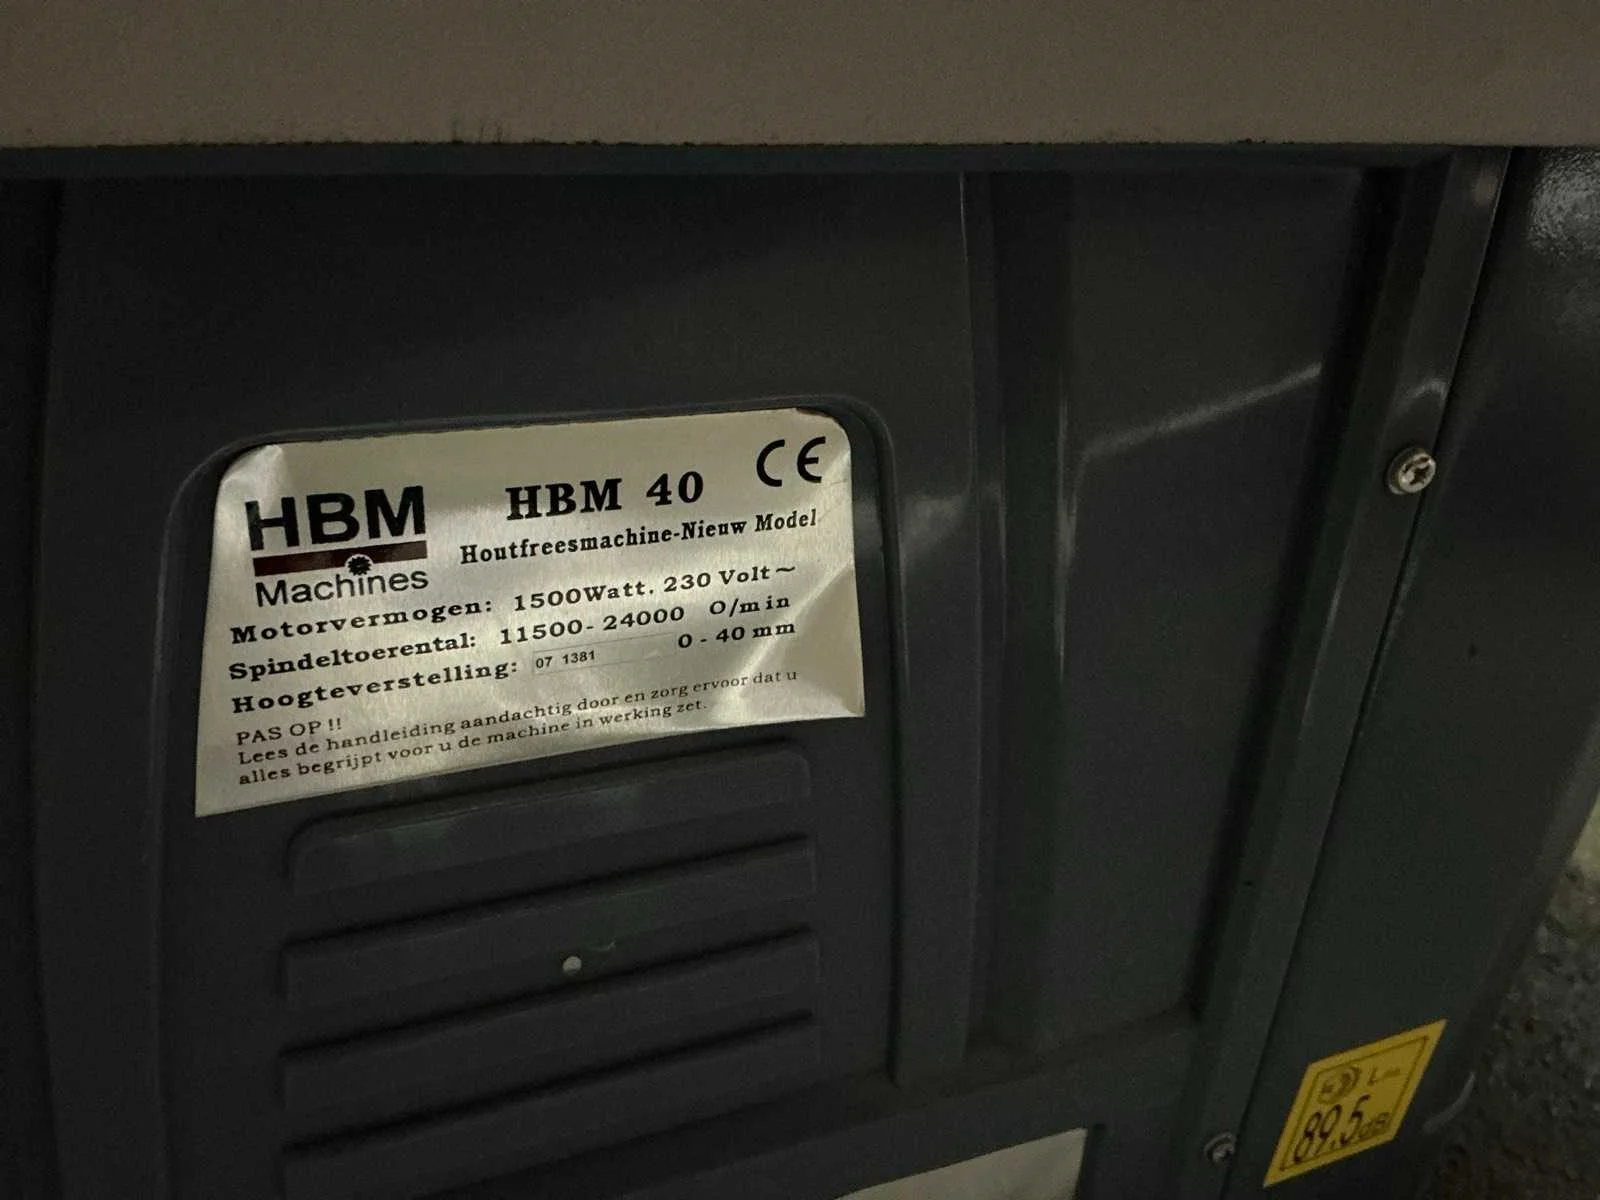 HBM
Machines
HBM 40
CE
Houtfreesmachine-Nieuw Model
Motorvermogen: 1500Watt. 230 Volt~
Spindeltoerental: 11500-24000 O/min
Hoogteverstelling: 07 1381 0 - 40 mm
PAS OP !!
Lees de handleiding aandachtig door en zorg ervoor dat u
alles begrijpt voor u de machine in werking zet.
89.5dB